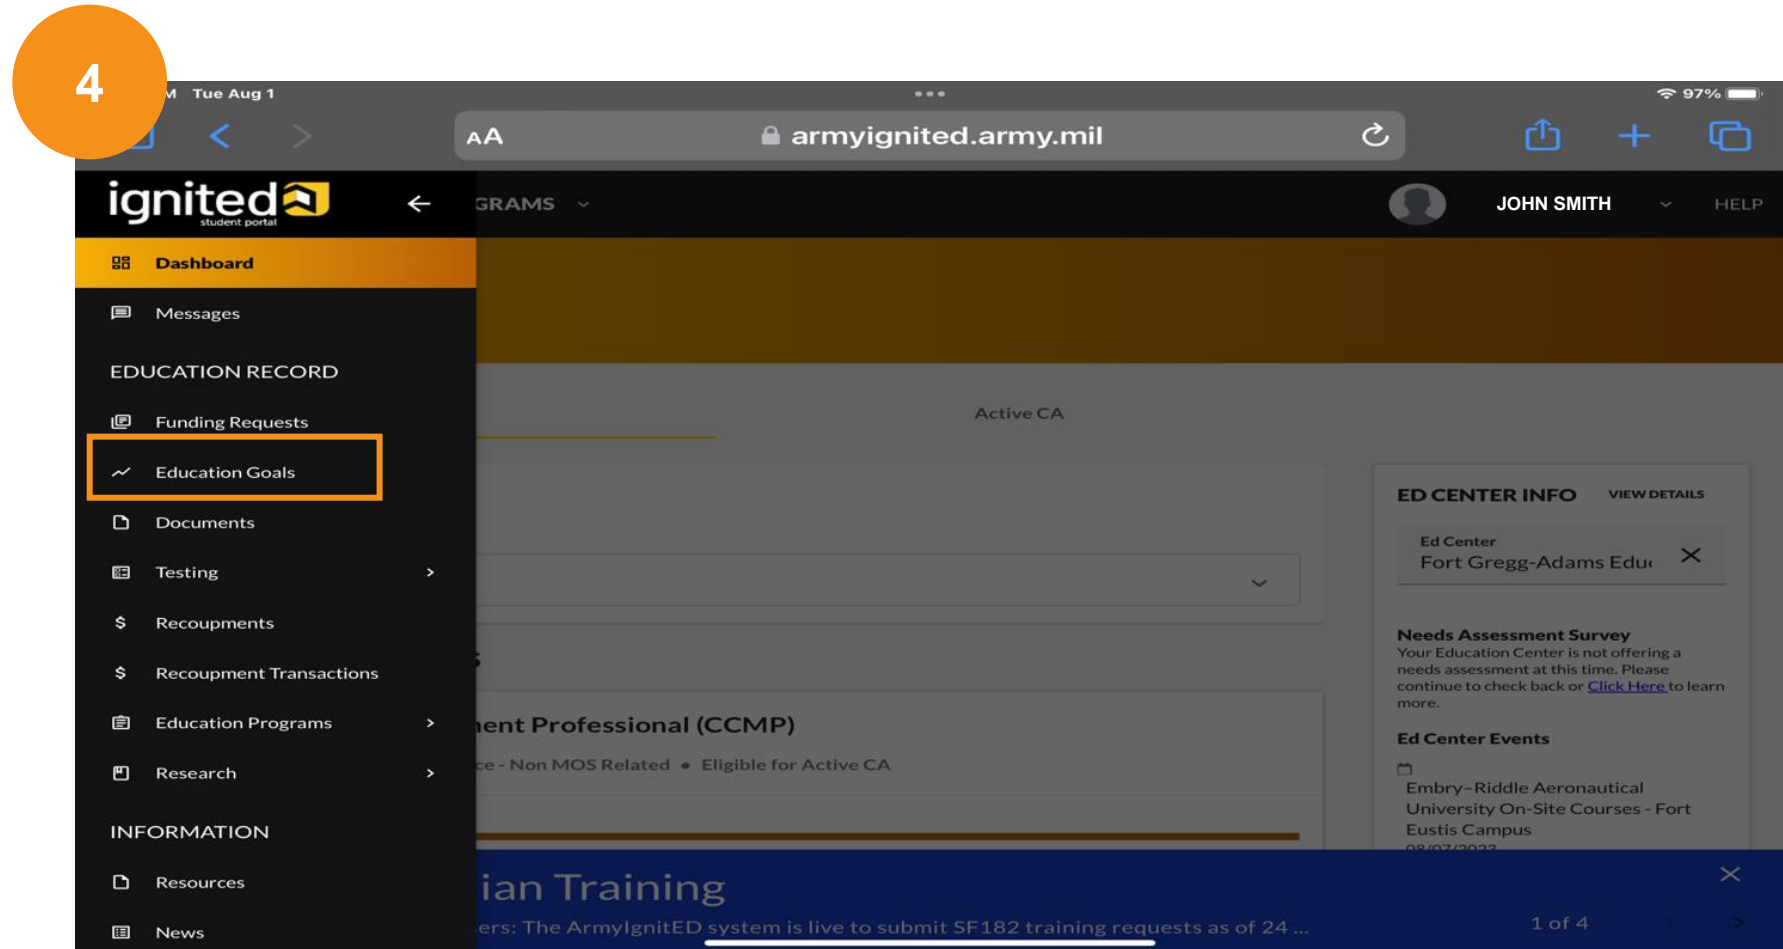 4
M Tue Aug 1
97%
AA
armyignited.army.mil
ignited
student portal
GRAMS
JOHN SMITH
HELP
Dashboard
Messages
EDUCATION RECORD
Funding Requests
Education Goals
Documents
Testing
Recoupments
Recoupment Transactions
Education Programs
Research
INFORMATION
Resources
News
Active CA
ED CENTER INFO VIEW DETAILS
Ed Center
Fort Gregg-Adams Edu
Needs Assessment Survey
Your Education Center is not offering a
needs assessment at this time. Please
continue to check back or Click Here to learn
more.
Ed Center Events
Embry-Riddle Aeronautical
University On-Site Courses - Fort
Eustis Campus
08/07/2023
s
nent Professional (CCMP)
ce - Non MOS Related • Eligible for Active CA
ian Training
ers: The ArmyIgnitED system is live to submit SF182 training requests as of 24 ...
1 of 4